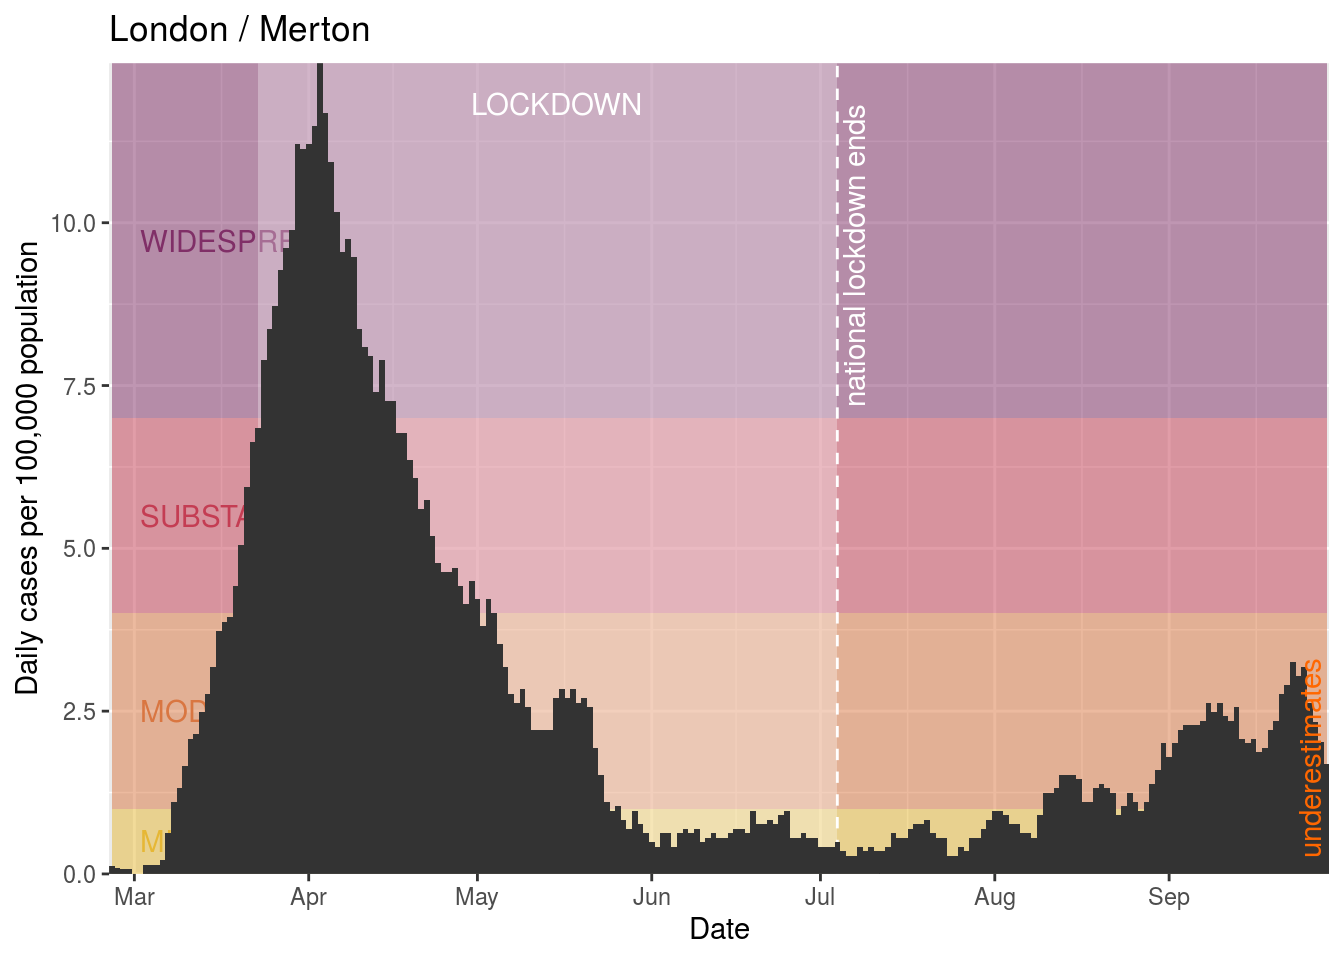 London / Merton
LOCKDOWN
national lockdown ends
WIDESPRE
SUBSTA
MOD
M
underestimates
Daily cases per 100,000 population
10.0
7.5
5.0
2.5
0.0
Mar Apr May Jun Jul Aug Sep
Date